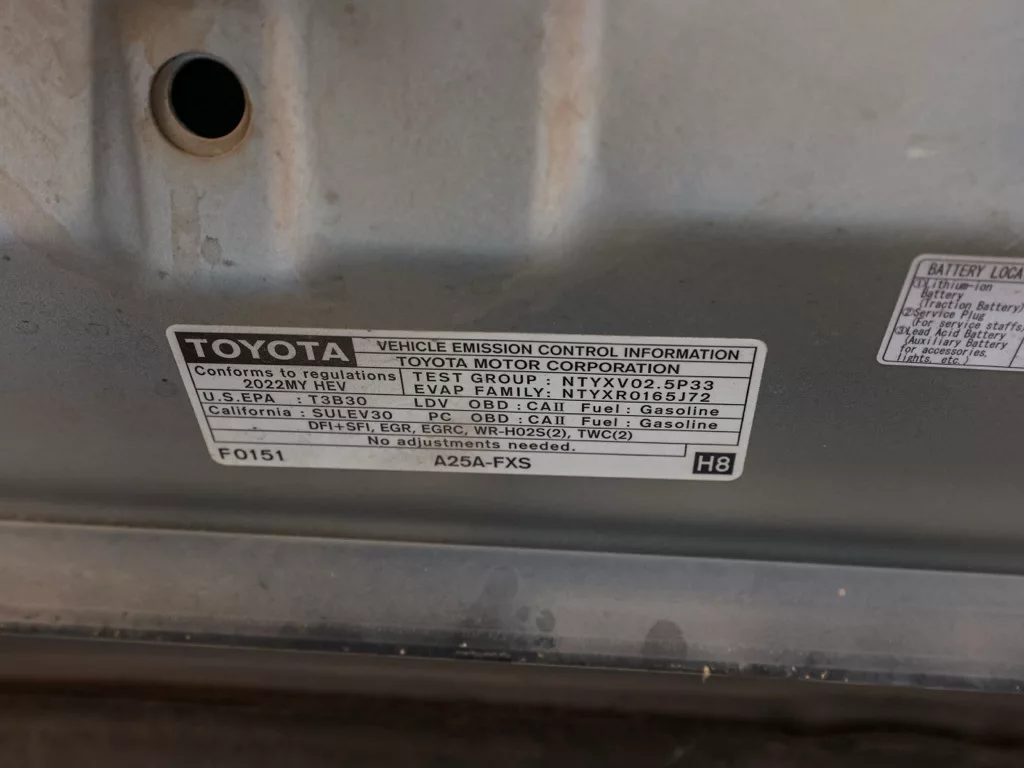 TOYOTA VEHICLE EMISSION CONTROL INFORMATION
TOYOTA MOTOR CORPORATION
Conforms to regulations
2022MY HEV
TEST GROUP : NTYXV02.5P33
EVAP FAMILY: NTYXR0165J72
U.S.EPA : T3B30 LDV OBD : CAII Fuel : Gasoline
California : SULEV30 PC OBD : CAII Fuel : Gasoline
DFI+SFI, EGR, EGRC, WR-HO2S(2), TWC(2)
No adjustments needed.
F0151 A25A-FXS H8
BATTERY LOCA
①Lithium-ion
Battery
(Traction Battery)
②Service Plug
(For service staffs
③Lead Acid Battery
(Auxiliary Battery
for accessories,
lights, etc.)